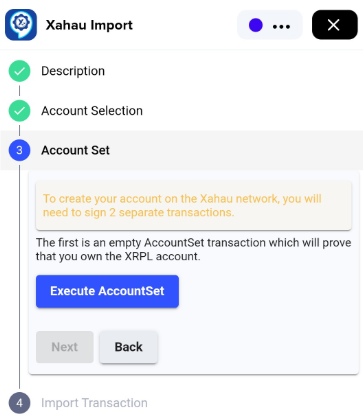 Xahau Import
Description
Account Selection
3 Account Set
To create your account on the Xahau network, you will
need to sign 2 separate transactions.
The first is an empty AccountSet transaction which will prove
that you own the XRPL account.
Execute AccountSet
Next Back
4 Import Transaction